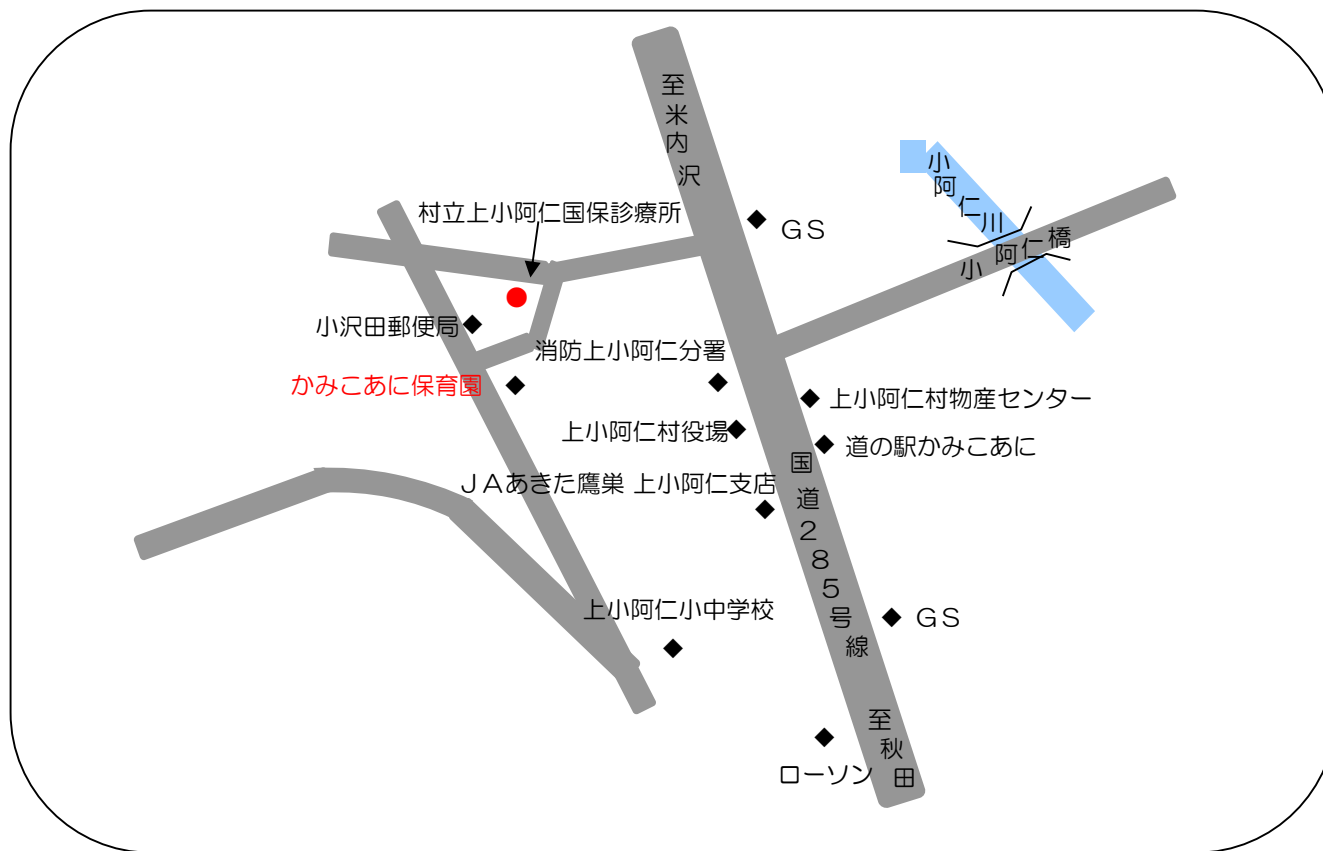 至米内沢
小阿仁川
村立上小阿仁国保診療所
GS
小阿仁橋
小沢田郵便局
消防上小阿仁分署
かみこあに保育園
上小阿仁村物産センター
上小阿仁村役場
道の駅かみこあに
国道285号線
JAあきた鷹巣 上小阿仁支店
上小阿仁小中学校
GS
至秋田
ローソン